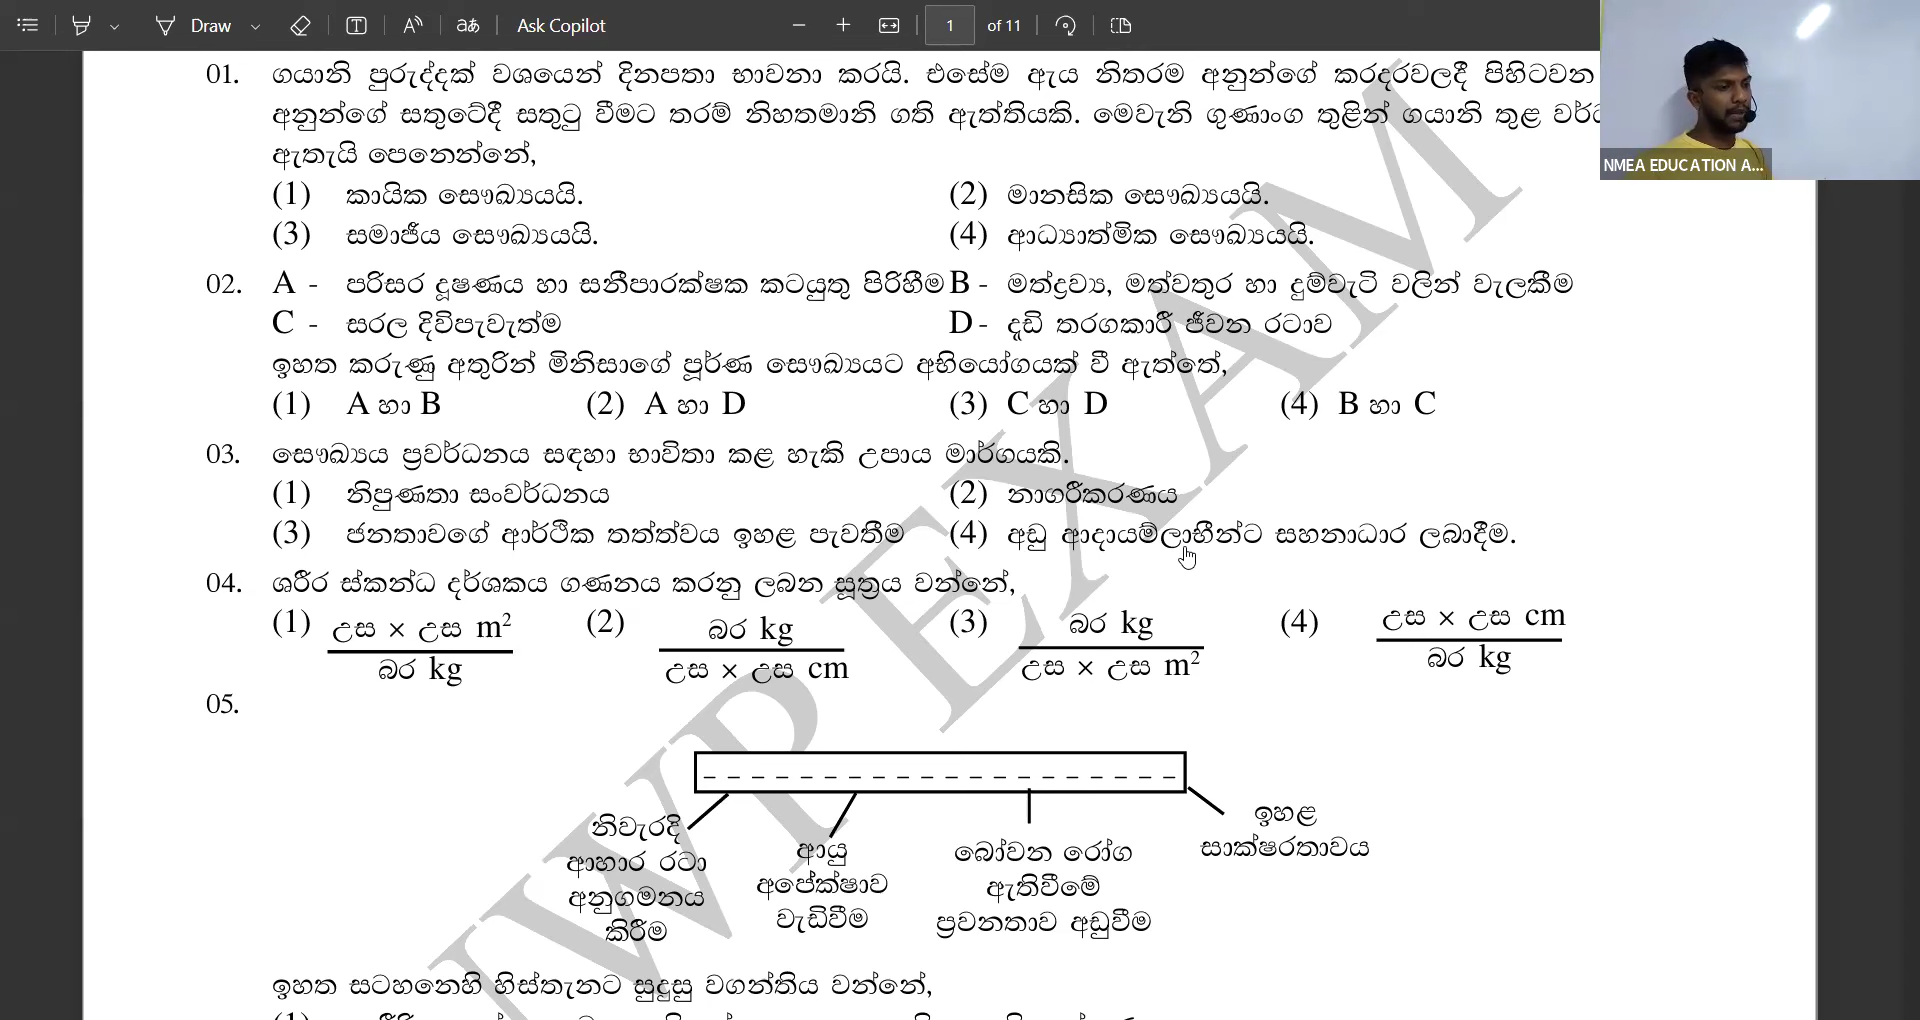 Draw Ask Copilot 1 of 11
NMEA EDUCATION A...
01. ගයානි පුරුද්දක් වශයෙන් දිනපතා භාවනා කරයි. එසේම ඇය නිතරම අනුන්ගේ කරදරවලදී පිහිටවන
අනුන්ගේ සතුටේදී සතුටු වීමට තරම් නිහතමානි ගති ඇත්තියකි. මෙවැනි ගුණාංග තුළින් ගයානි තුළ
ඇතැයි පෙනෙන්නේ,
(1) කායික සෞඛ්‍යයයි. (2) මානසික සෞඛ්‍යයයි.
(3) සමාජීය සෞඛ්‍යයයි. (4) ආධ්‍යාත්මික සෞඛ්‍යයයි.
02. A - පරිසර දූෂණය හා සනීපාරක්ෂක කටයුතු පිරිහීම B - මත්ද්‍රව්‍ය, මත්වතුර හා දුම්වැටි වලින් වැලකීම
C - සරල දිවිපැවැත්ම D - දැඩි තරගකාරී ජීවන රටාව
ඉහත කරුණු අතුරින් මිනිසාගේ පූර්ණ සෞඛ්‍යයට අභියෝගයක් වී ඇත්තේ,
(1) A හා B (2) A හා D (3) C හා D (4) B හා C
03. සෞඛ්‍යය ප්‍රවර්ධනය සඳහා භාවිතා කළ හැකි උපාය මාර්ගයකි.
(1) නිපුණතා සංවර්ධනය (2) නාගරීකරණය
(3) ජනතාවගේ ආර්ථික තත්ත්වය ඉහළ පැවතීම (4) අඩු ආදායම්ලාභීන්ට සහනාධාර ලබාදීම.
04. ශරීර ස්කන්ධ දර්ශකය ගණනය කරනු ලබන සූත්‍රය වන්නේ,
(1) උස × උස m² (2) බර kg (3) බර kg (4) උස × උස cm
බර kg උස × උස cm උස × උස m² බර kg
05.
නිවැරදි
ආහාර රටා
අනුගමනය
කිරීම
ආයු
අපේක්ෂාව
වැඩිවීම
බෝවන රෝග
ඇතිවීමේ
ප්‍රවනතාව අඩුවීම
ඉහළ
සාක්ෂරතාවය
ඉහත සටහනෙහි හිස්තැනට සුදුසු වගන්තිය වන්නේ,
WP EXAM